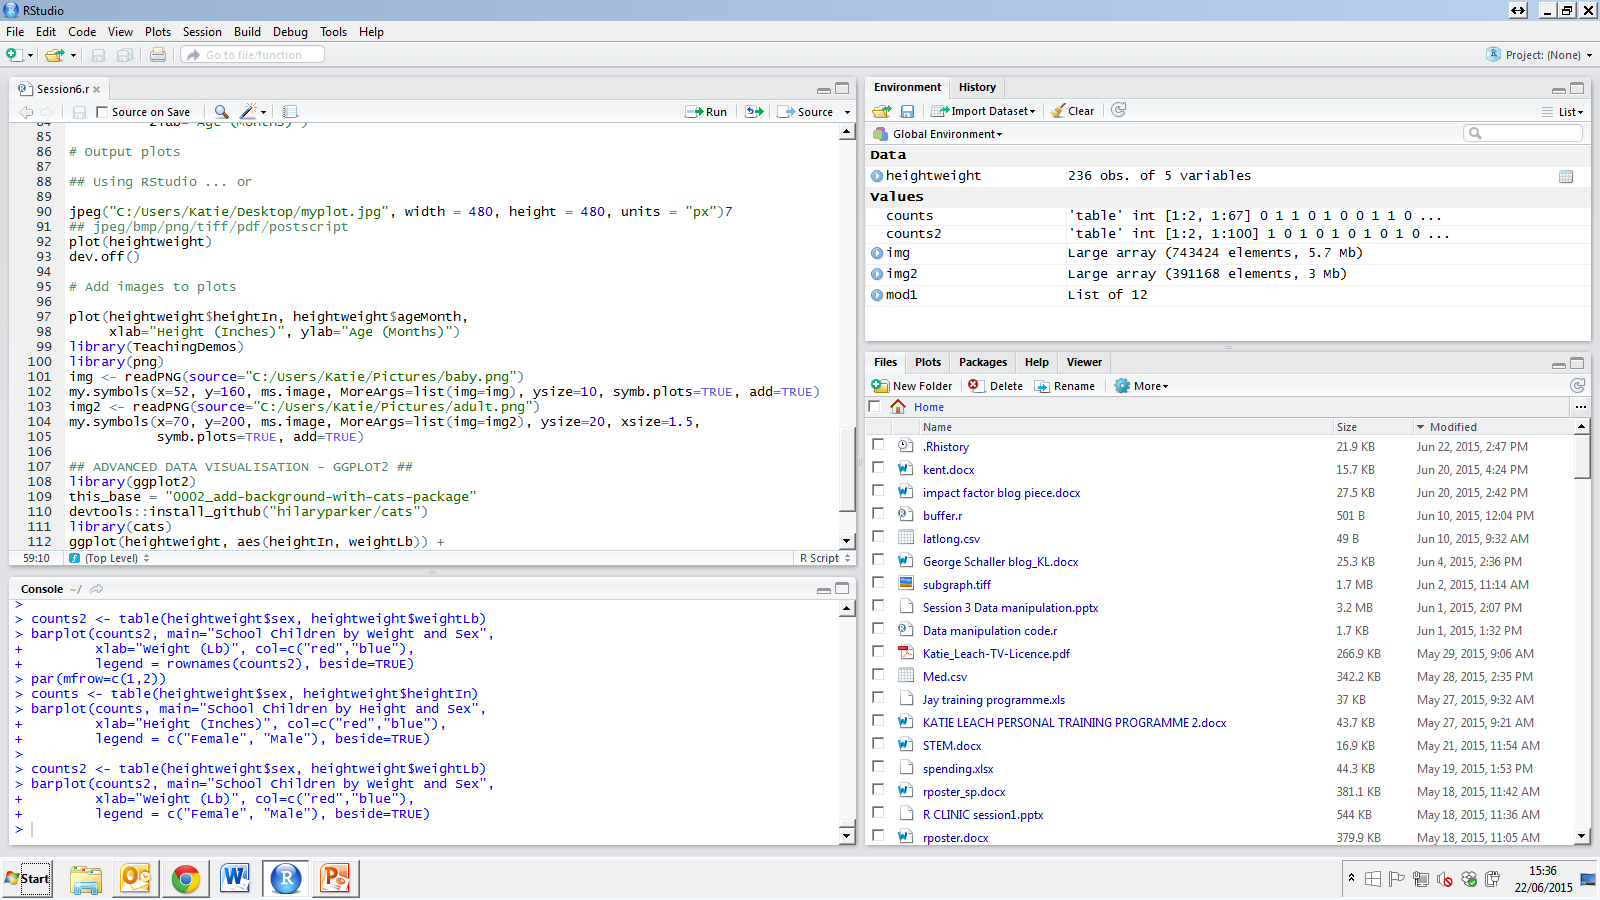 RStudio
File Edit Code View Plots Session Build Debug Tools Help
Go to file/function
Project: (None)
Session6.r
Source on Save
Run
Source
85
86 # Output plots
87
88 ## Using RStudio ... or
89
90 jpeg("C:/Users/Katie/Desktop/myplot.jpg", width = 480, height = 480, units = "px")7
91 ## jpeg/bmp/png/tiff/pdf/postscript
92 plot(heightweight)
93 dev.off()
94
95 # Add images to plots
96
97 plot(heightweight$heightIn, heightweight$ageMonth,
98 xlab="Height (Inches)", ylab="Age (Months)")
99 library(TeachingDemos)
100 library(png)
101 img <- readPNG(source="C:/Users/Katie/Pictures/baby.png")
102 my.symbols(x=52, y=160, ms.image, MoreArgs=list(img=img), ysize=10, symb.plots=TRUE, add=TRUE)
103 img2 <- readPNG(source="C:/Users/Katie/Pictures/adult.png")
104 my.symbols(x=70, y=200, ms.image, MoreArgs=list(img=img2), ysize=20, xsize=1.5,
105 symb.plots=TRUE, add=TRUE)
106
107 ## ADVANCED DATA VISUALISATION - GGPLOT2 ##
108 library(ggplot2)
109 this_base = "0002_add-background-with-cats-package"
110 devtools::install_github("hilaryparker/cats")
111 library(cats)
112 ggplot(heightweight, aes(heightIn, weightLb)) +
59:10 (Top Level) R Script
Console ~/
>
> counts2 <- table(heightweight$sex, heightweight$weightLb)
> barplot(counts2, main="School Children by Weight and Sex",
+ xlab="Weight (Lb)", col=c("red","blue"),
+ legend = rownames(counts2), beside=TRUE)
> par(mfrow=c(1,2))
> counts <- table(heightweight$sex, heightweight$heightIn)
> barplot(counts, main="School Children by Height and Sex",
+ xlab="Height (Inches)", col=c("red","blue"),
+ legend = c("Female", "Male"), beside=TRUE)
>
> counts2 <- table(heightweight$sex, heightweight$weightLb)
> barplot(counts2, main="School Children by Weight and Sex",
+ xlab="Weight (Lb)", col=c("red","blue"),
+ legend = c("Female", "Male"), beside=TRUE)
>
Environment History
Import Dataset Clear List
Global Environment
Data
heightweight 236 obs. of 5 variables
Values
counts 'table' int [1:2, 1:67] 0 1 1 0 1 0 0 1 1 0 ...
counts2 'table' int [1:2, 1:100] 1 0 1 0 1 0 1 0 1 0 ...
img Large array (743424 elements, 5.7 Mb)
img2 Large array (391168 elements, 3 Mb)
mod1 List of 12
Files Plots Packages Help Viewer
New Folder Delete Rename More
Home
Name Size Modified
.Rhistory 21.9 KB Jun 22, 2015, 2:47 PM
kent.docx 15.7 KB Jun 20, 2015, 4:24 PM
impact factor blog piece.docx 27.5 KB Jun 20, 2015, 2:42 PM
buffer.r 501 B Jun 10, 2015, 12:04 PM
latlong.csv 49 B Jun 10, 2015, 9:32 AM
George Schaller blog_KL.docx 25.3 KB Jun 4, 2015, 2:36 PM
subgraph.tiff 1.7 MB Jun 2, 2015, 11:14 AM
Session 3 Data manipulation.pptx 3.2 MB Jun 1, 2015, 2:07 PM
Data manipulation code.r 1.7 KB Jun 1, 2015, 1:32 PM
Katie_Leach-TV-Licence.pdf 266.9 KB May 29, 2015, 9:06 AM
Med.csv 342.2 KB May 28, 2015, 2:35 PM
Jay training programme.xls 37 KB May 27, 2015, 9:32 AM
KATIE LEACH PERSONAL TRAINING PROGRAMME 2.docx 43.7 KB May 27, 2015, 9:21 AM
STEM.docx 16.9 KB May 21, 2015, 11:54 AM
spending.xlsx 44.3 KB May 19, 2015, 1:53 PM
rposter_sp.docx 381.1 KB May 18, 2015, 11:42 AM
R CLINIC session1.pptx 544 KB May 18, 2015, 11:36 AM
rposter.docx 379.9 KB May 18, 2015, 11:05 AM
Start
15:36
22/06/2015